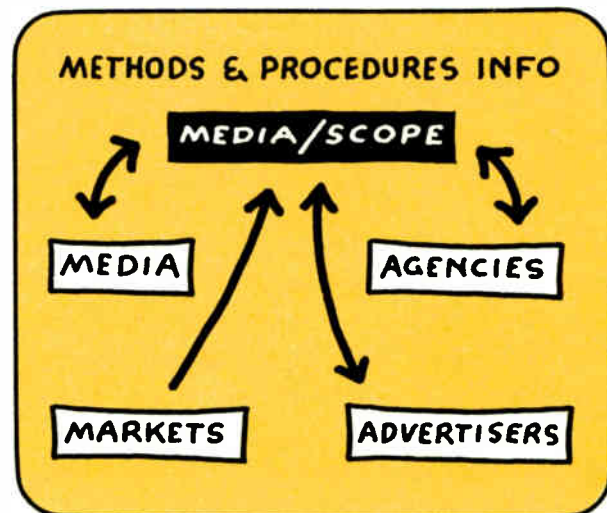 METHODS & PROCEDURES INFO
MEDIA/SCOPE
MEDIA
AGENCIES
MARKETS
ADVERTISERS